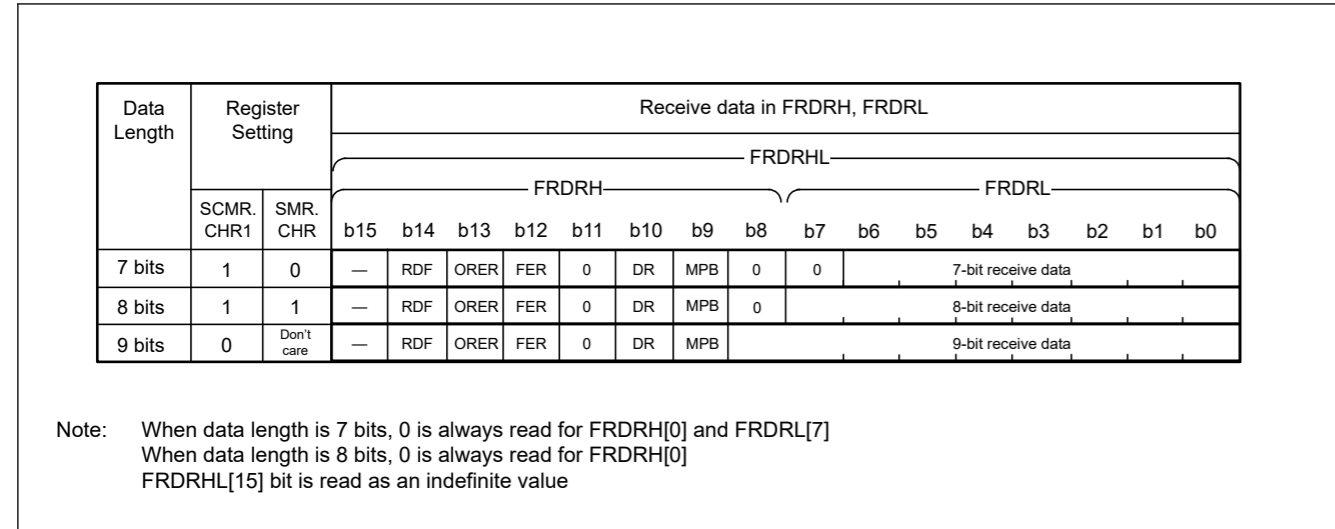 Data Length Register Setting Receive data in FRDRH, FRDRL
FRDRHL
FRDRH FRDRL
SCMR. CHR1 SMR. CHR b15 b14 b13 b12 b11 b10 b9 b8 b7 b6 b5 b4 b3 b2 b1 b0
7 bits 1 0 — RDF ORER FER 0 DR MPB 0 0 7-bit receive data
8 bits 1 1 — RDF ORER FER 0 DR MPB 0 8-bit receive data
9 bits 0 Don't care — RDF ORER FER 0 DR MPB 9-bit receive data
Note: When data length is 7 bits, 0 is always read for FRDRH[0] and FRDRL[7]
When data length is 8 bits, 0 is always read for FRDRH[0]
FRDRHL[15] bit is read as an indefinite value